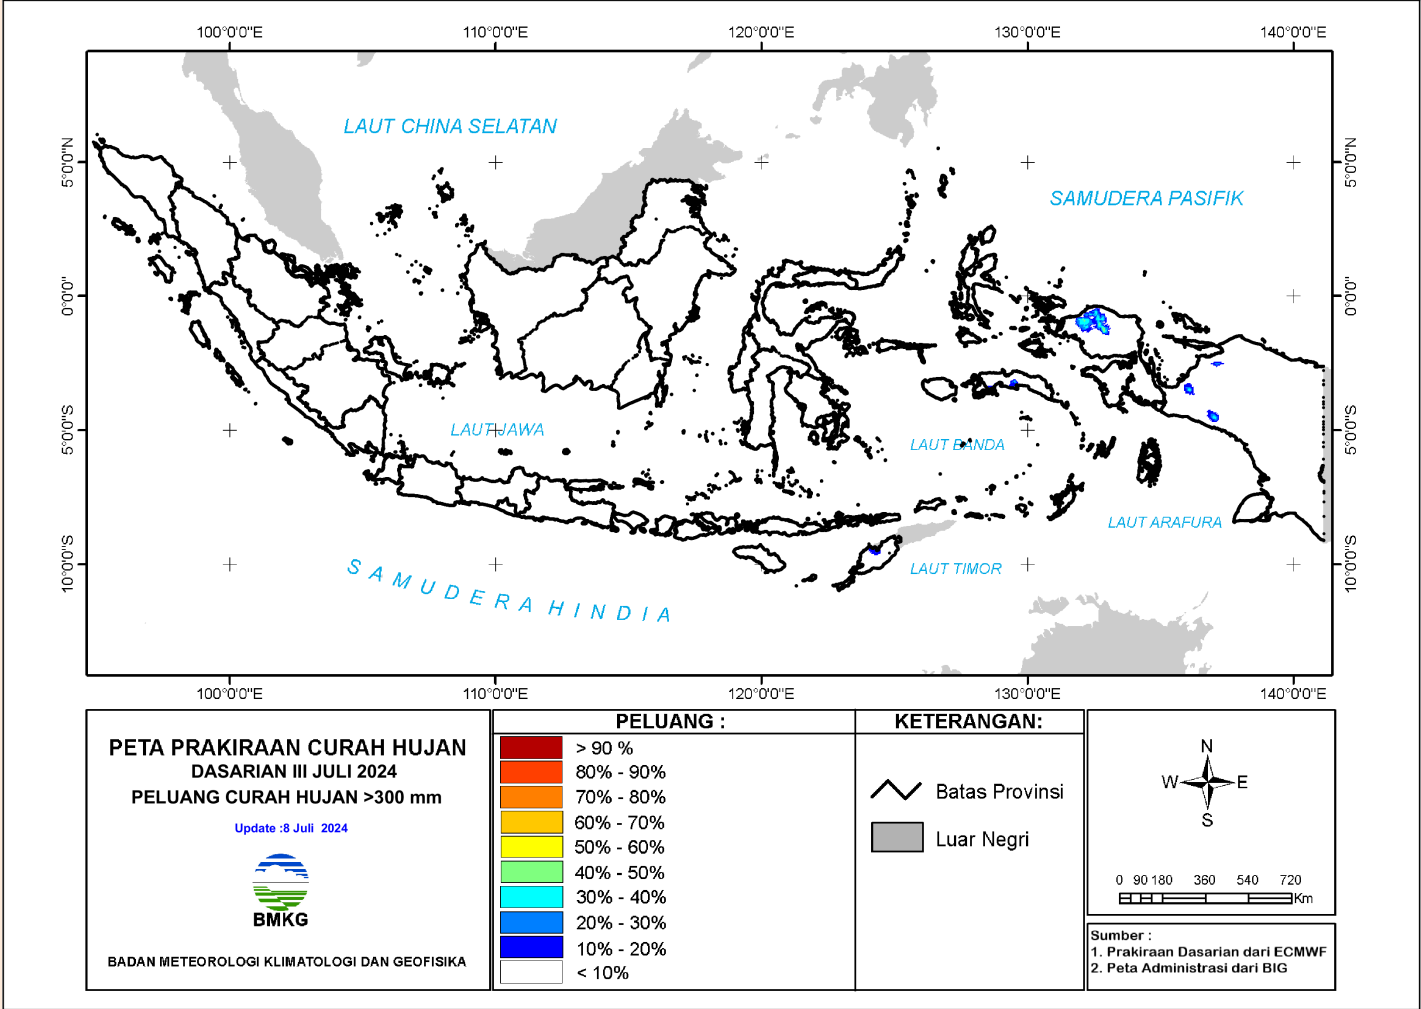 100°0'0"E 110°0'0"E 120°0'0"E 130°0'0"E 140°0'0"E
5°0'0"N
0°0'0"
5°0'0"S
10°0'0"S
5°0'0"N
0°0'0"
5°0'0"S
10°0'0"S
LAUT CHINA SELATAN
SAMUDERA PASIFIK
LAUT JAWA
LAUT BANDA
LAUT ARAFURA
LAUT TIMOR
SAMUDERA HINDIA
100°0'0"E 110°0'0"E 120°0'0"E 130°0'0"E 140°0'0"E
PETA PRAKIRAAN CURAH HUJAN
DASARIAN III JULI 2024
PELUANG CURAH HUJAN >300 mm
Update :8 Juli 2024
BMKG
BADAN METEOROLOGI KLIMATOLOGI DAN GEOFISIKA
PELUANG :
> 90 %
80% - 90%
70% - 80%
60% - 70%
50% - 60%
40% - 50%
30% - 40%
20% - 30%
10% - 20%
< 10%
KETERANGAN:
Batas Provinsi
Luar Negri
N
W E
S
0 90 180 360 540 720
Km
Sumber :
1. Prakiraan Dasarian dari ECMWF
2. Peta Administrasi dari BIG